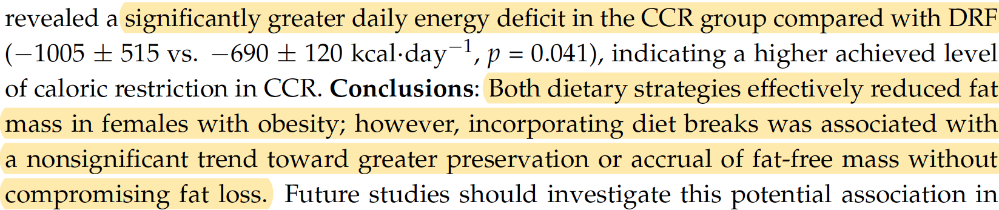 revealed a significantly greater daily energy deficit in the CCR group compared with DRF
(−1005 ± 515 vs. −690 ± 120 kcal·day⁻¹, p = 0.041), indicating a higher achieved level
of caloric restriction in CCR. Conclusions: Both dietary strategies effectively reduced fat
mass in females with obesity; however, incorporating diet breaks was associated with
a nonsignificant trend toward greater preservation or accrual of fat-free mass without
compromising fat loss. Future studies should investigate this potential association in